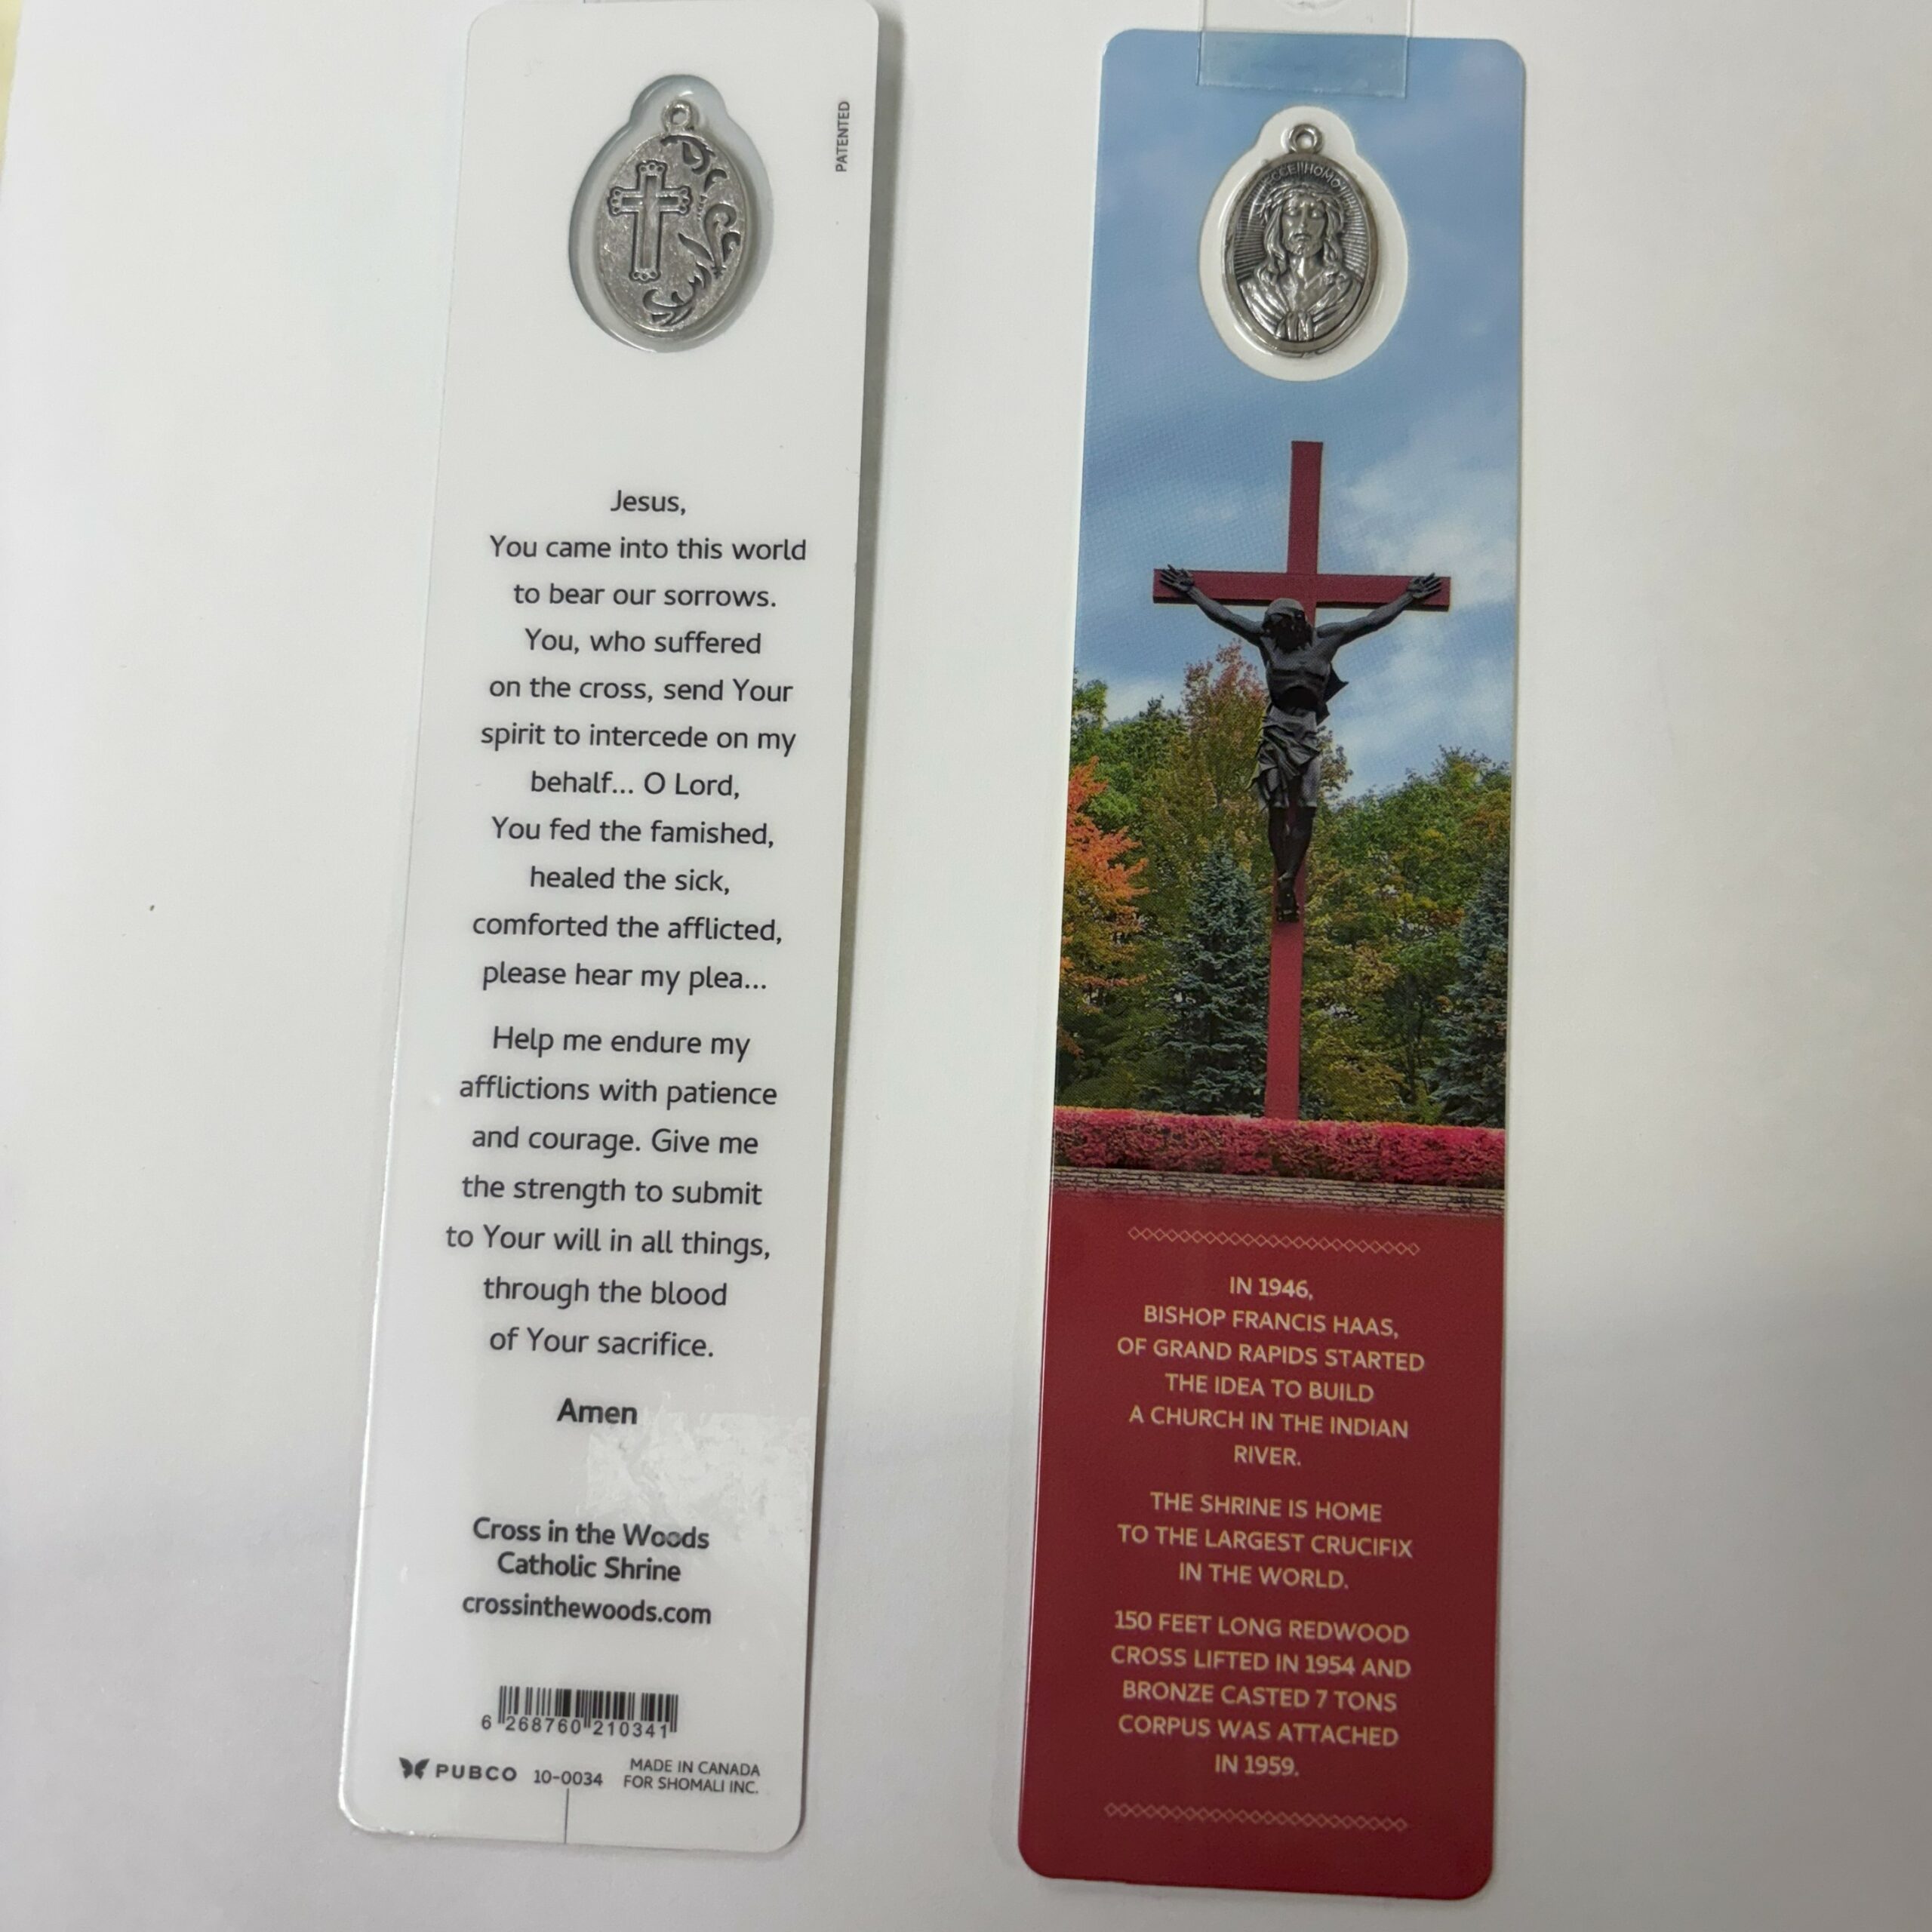 PATENTED
Jesus,
You came into this world
to bear our sorrows.
You, who suffered
on the cross, send Your
spirit to intercede on my
behalf... O Lord,
You fed the famished,
healed the sick,
comforted the afflicted,
please hear my plea...
Help me endure my
afflictions with patience
and courage. Give me
the strength to submit
to Your will in all things,
through the blood
of Your sacrifice.
Amen
Cross in the Woods
Catholic Shrine
crossinthewoods.com
6 268760 210341
PUBCO 10-0034
MADE IN CANADA
FOR SHOMALI INC.
ECCE HOMO
IN 1946,
BISHOP FRANCIS HAAS,
OF GRAND RAPIDS STARTED
THE IDEA TO BUILD
A CHURCH IN THE INDIAN
RIVER.
THE SHRINE IS HOME
TO THE LARGEST CRUCIFIX
IN THE WORLD.
150 FEET LONG REDWOOD
CROSS LIFTED IN 1954 AND
BRONZE CASTED 7 TONS
CORPUS WAS ATTACHED
IN 1959.